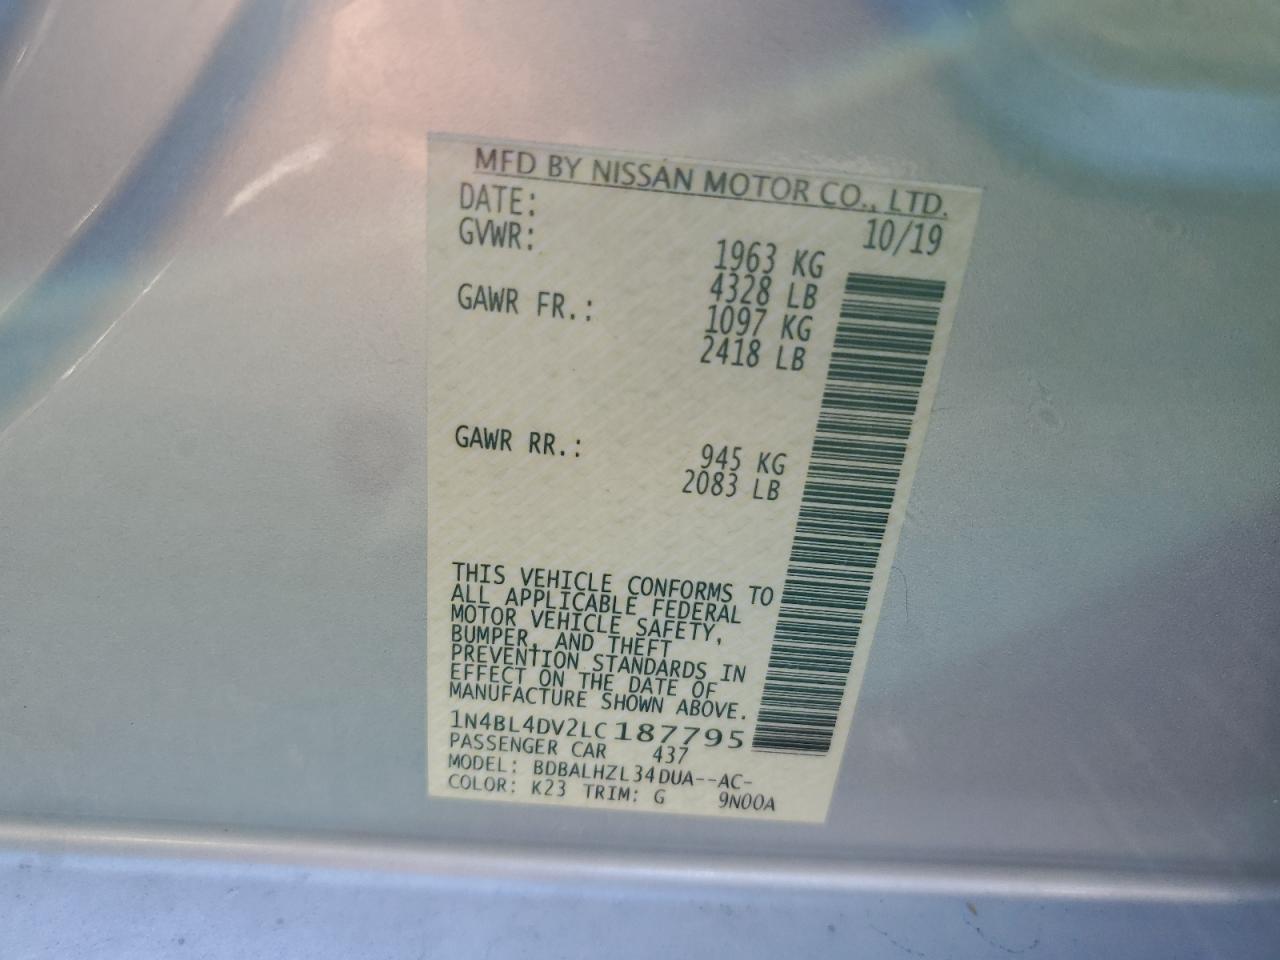 MFD BY NISSAN MOTOR CO., LTD.
DATE: 10/19
GVWR: 1963 KG
4328 LB
GAWR FR.: 1097 KG
2418 LB
GAWR RR.: 945 KG
2083 LB
THIS VEHICLE CONFORMS TO
ALL APPLICABLE FEDERAL
MOTOR VEHICLE SAFETY,
BUMPER, AND THEFT
PREVENTION STANDARDS IN
EFFECT ON THE DATE OF
MANUFACTURE SHOWN ABOVE.
1N4BL4DV2LC187795
PASSENGER CAR 437
MODEL: BDBALHZL34DUA--AC-
COLOR: K23 TRIM: G 9N00A